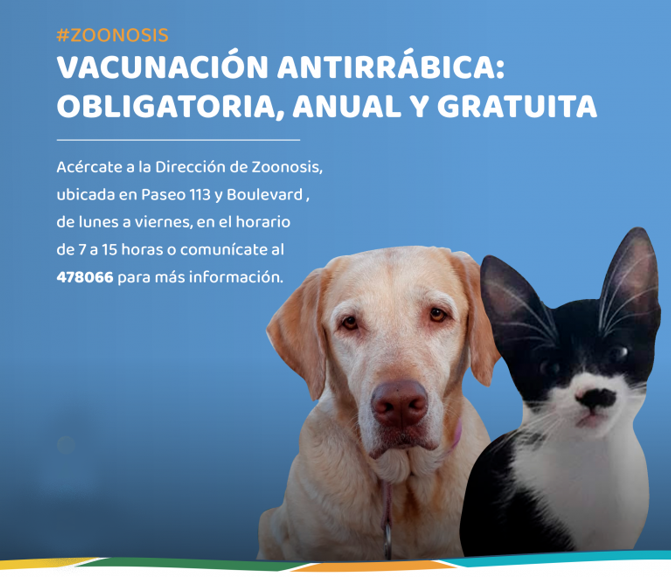 #ZOONOSIS
VACUNACIÓN ANTIRRÁBICA:
OBLIGATORIA, ANUAL Y GRATUITA
Acércate a la Dirección de Zoonosis,
ubicada en Paseo 113 y Boulevard ,
de lunes a viernes, en el horario
de 7 a 15 horas o comunícate al
478066 para más información.